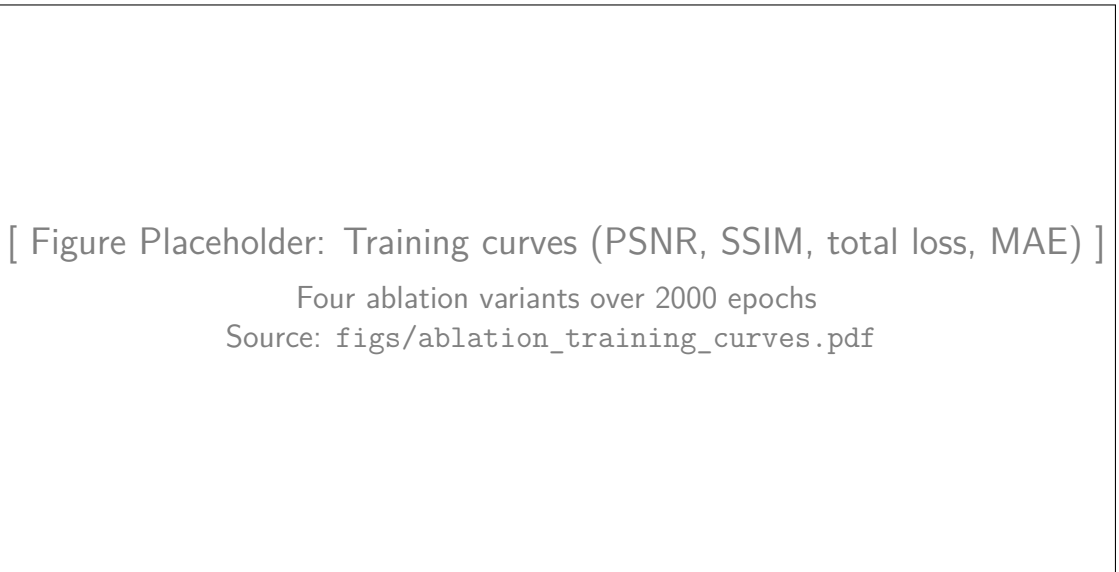 [ Figure Placeholder: Training curves (PSNR, SSIM, total loss, MAE) ]
Four ablation variants over 2000 epochs
Source: figs/ablation_training_curves.pdf